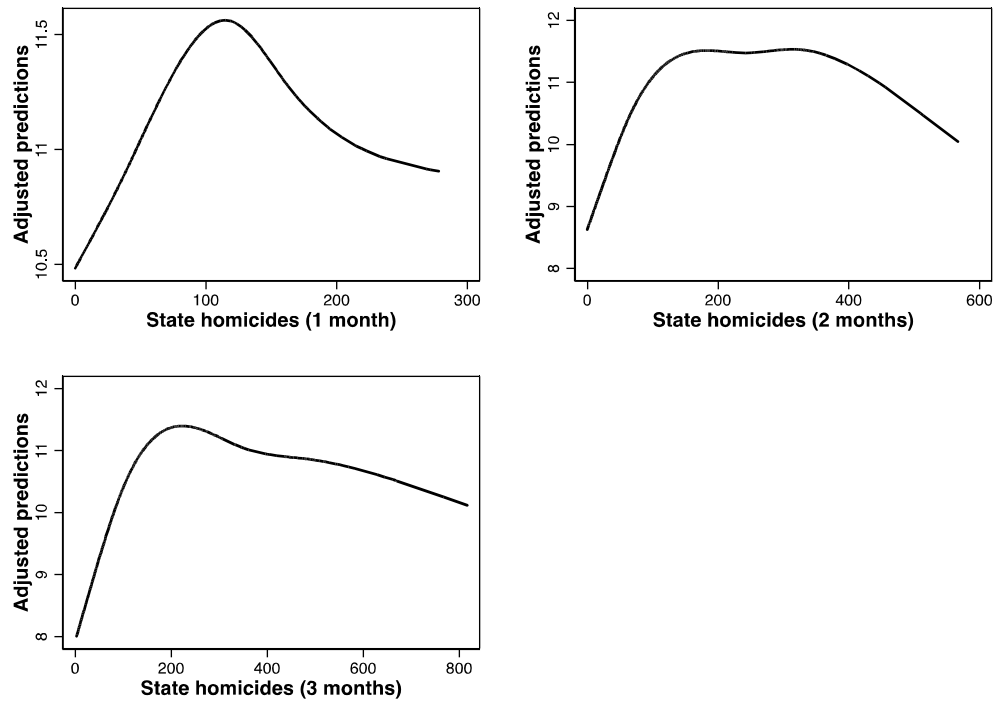 Adjusted predictions
11.5
11
10.5
0 100 200 300
State homicides (1 month)
Adjusted predictions
12
11
10
9
8
0 200 400 600
State homicides (2 months)
Adjusted predictions
12
11
10
9
8
0 200 400 600 800
State homicides (3 months)